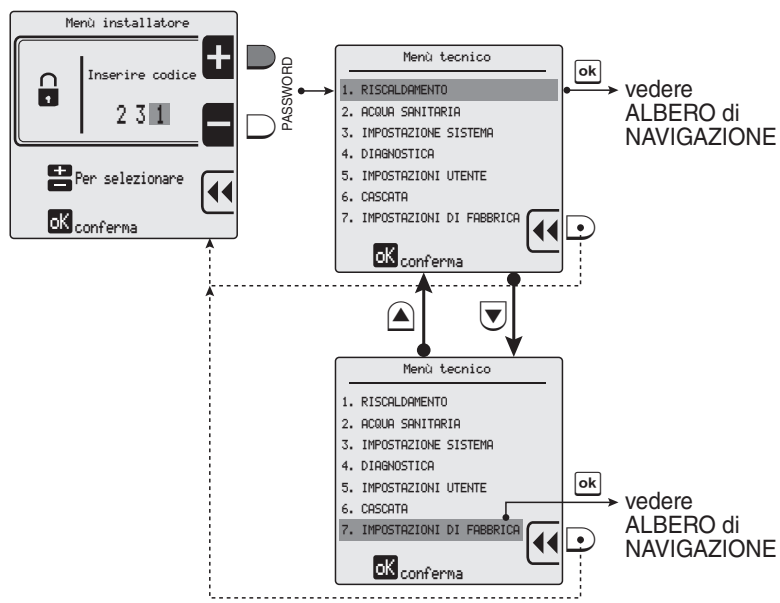 Menù installatore
Inserire codice
2 3 1
Per selezionare
oK conferma
PASSWORD
Menù tecnico
1. RISCALDAMENTO
2. ACQUA SANITARIA
3. IMPOSTAZIONE SISTEMA
4. DIAGNOSTICA
5. IMPOSTAZIONI UTENTE
6. CASCATA
7. IMPOSTAZIONI DI FABBRICA
oK conferma
ok
vedere
ALBERO di
NAVIGAZIONE
Menù tecnico
1. RISCALDAMENTO
2. ACQUA SANITARIA
3. IMPOSTAZIONE SISTEMA
4. DIAGNOSTICA
5. IMPOSTAZIONI UTENTE
6. CASCATA
7. IMPOSTAZIONI DI FABBRICA
oK conferma
ok
vedere
ALBERO di
NAVIGAZIONE